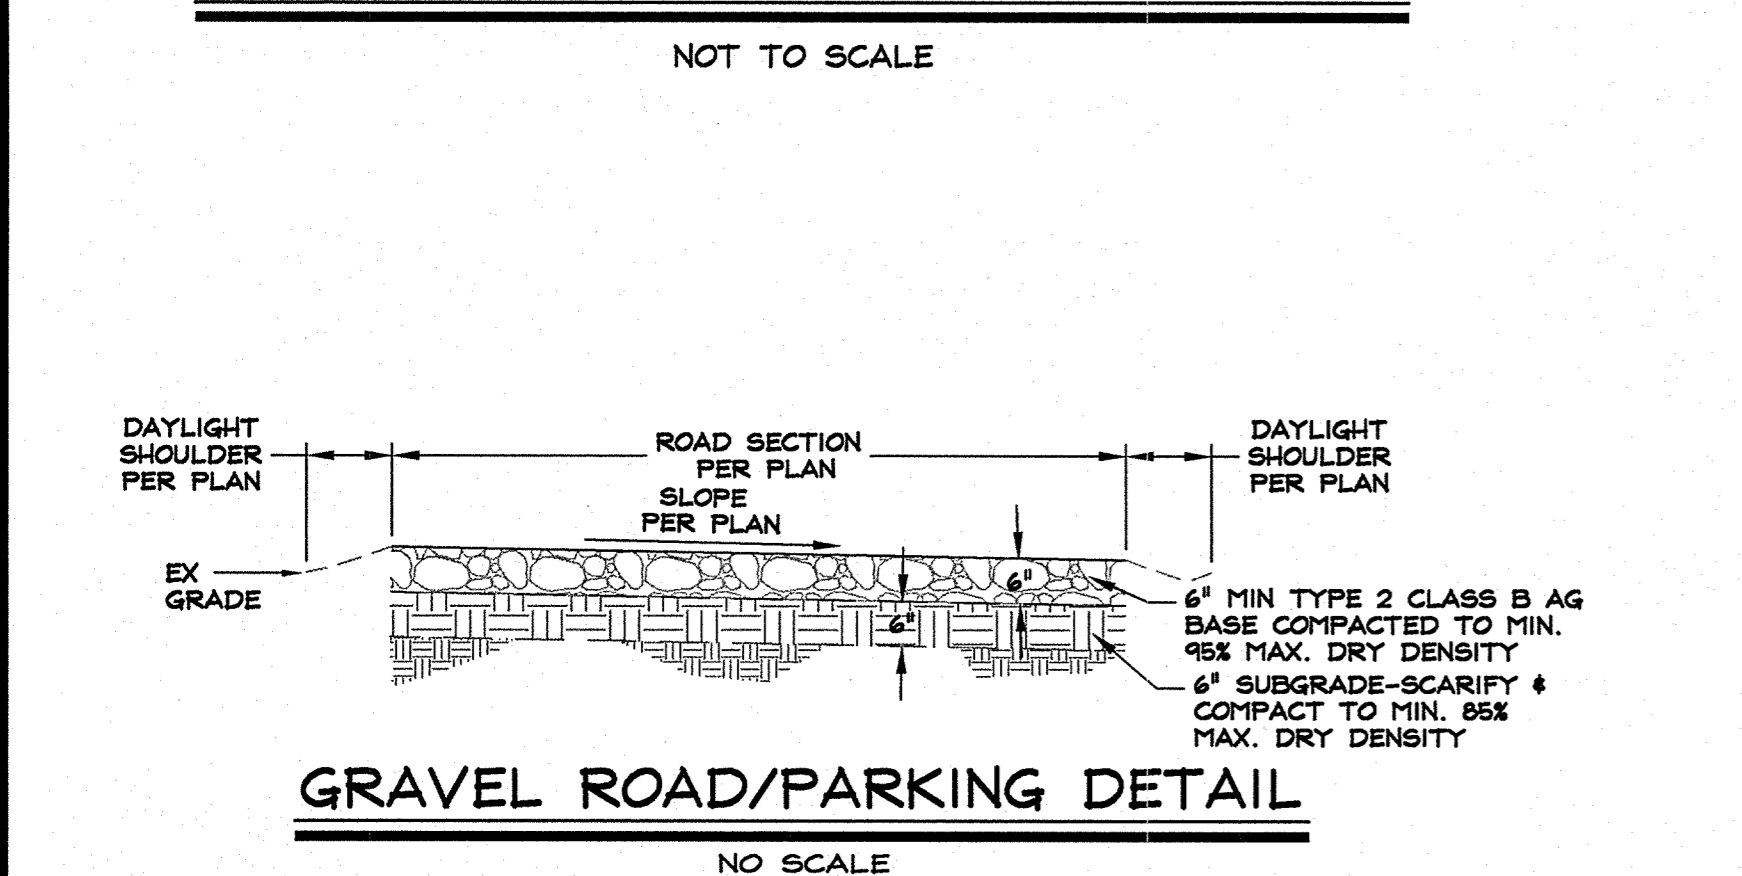 NOT TO SCALE
DAYLIGHT
SHOULDER
PER PLAN
ROAD SECTION
PER PLAN
SLOPE
PER PLAN
DAYLIGHT
SHOULDER
PER PLAN
EX
GRADE
6"
6"
6" MIN TYPE 2 CLASS B AG
BASE COMPACTED TO MIN.
95% MAX. DRY DENSITY
6" SUBGRADE-SCARIFY &
COMPACT TO MIN. 85%
MAX. DRY DENSITY
GRAVEL ROAD/PARKING DETAIL
NO SCALE